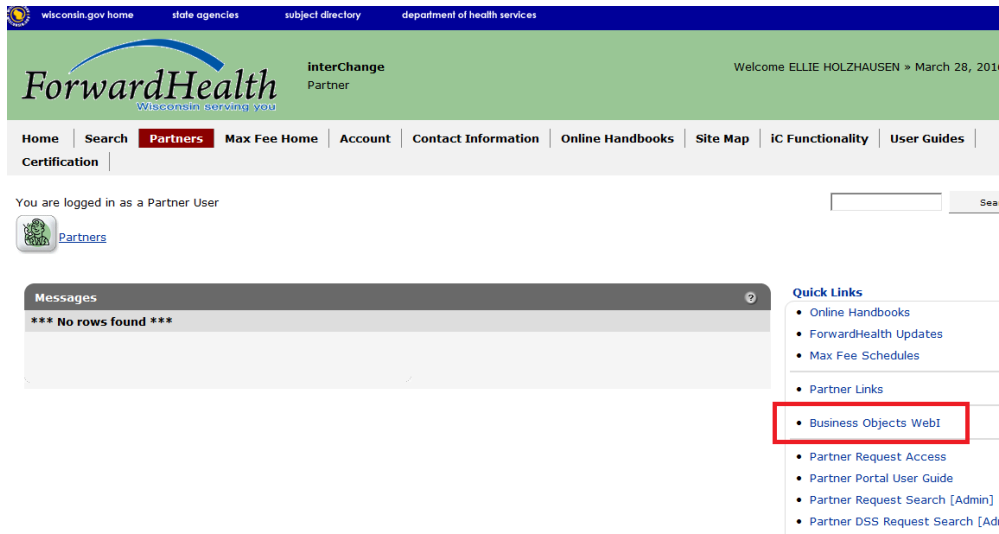 wisconsin.gov home state agencies subject directory department of health services
ForwardHealth
Wisconsin serving you
interChange
Partner
Welcome ELLIE HOLZHAUSEN » March 28, 201
Home Search Partners Max Fee Home Account Contact Information Online Handbooks Site Map iC Functionality User Guides
Certification
You are logged in as a Partner User
Sea
Partners
Messages ?
*** No rows found ***
Quick Links
• Online Handbooks
• ForwardHealth Updates
• Max Fee Schedules
• Partner Links
• Business Objects WebI
• Partner Request Access
• Partner Portal User Guide
• Partner Request Search [Admin]
• Partner DSS Request Search [Ad